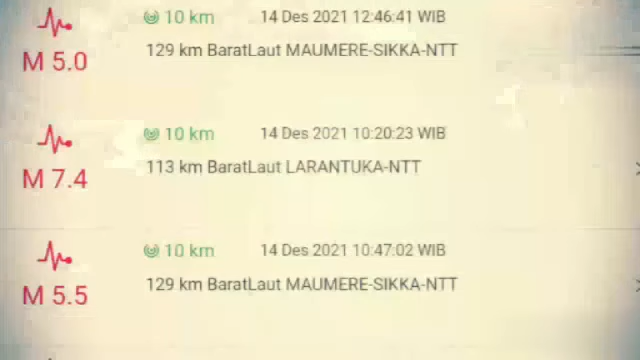 10 km 14 Des 2021 12:46:41 WIB
M 5.0 129 km BaratLaut MAUMERE-SIKKA-NTT
10 km 14 Des 2021 10:20:23 WIB
M 7.4 113 km BaratLaut LARANTUKA-NTT
10 km 14 Des 2021 10:47:02 WIB
M 5.5 129 km BaratLaut MAUMERE-SIKKA-NTT